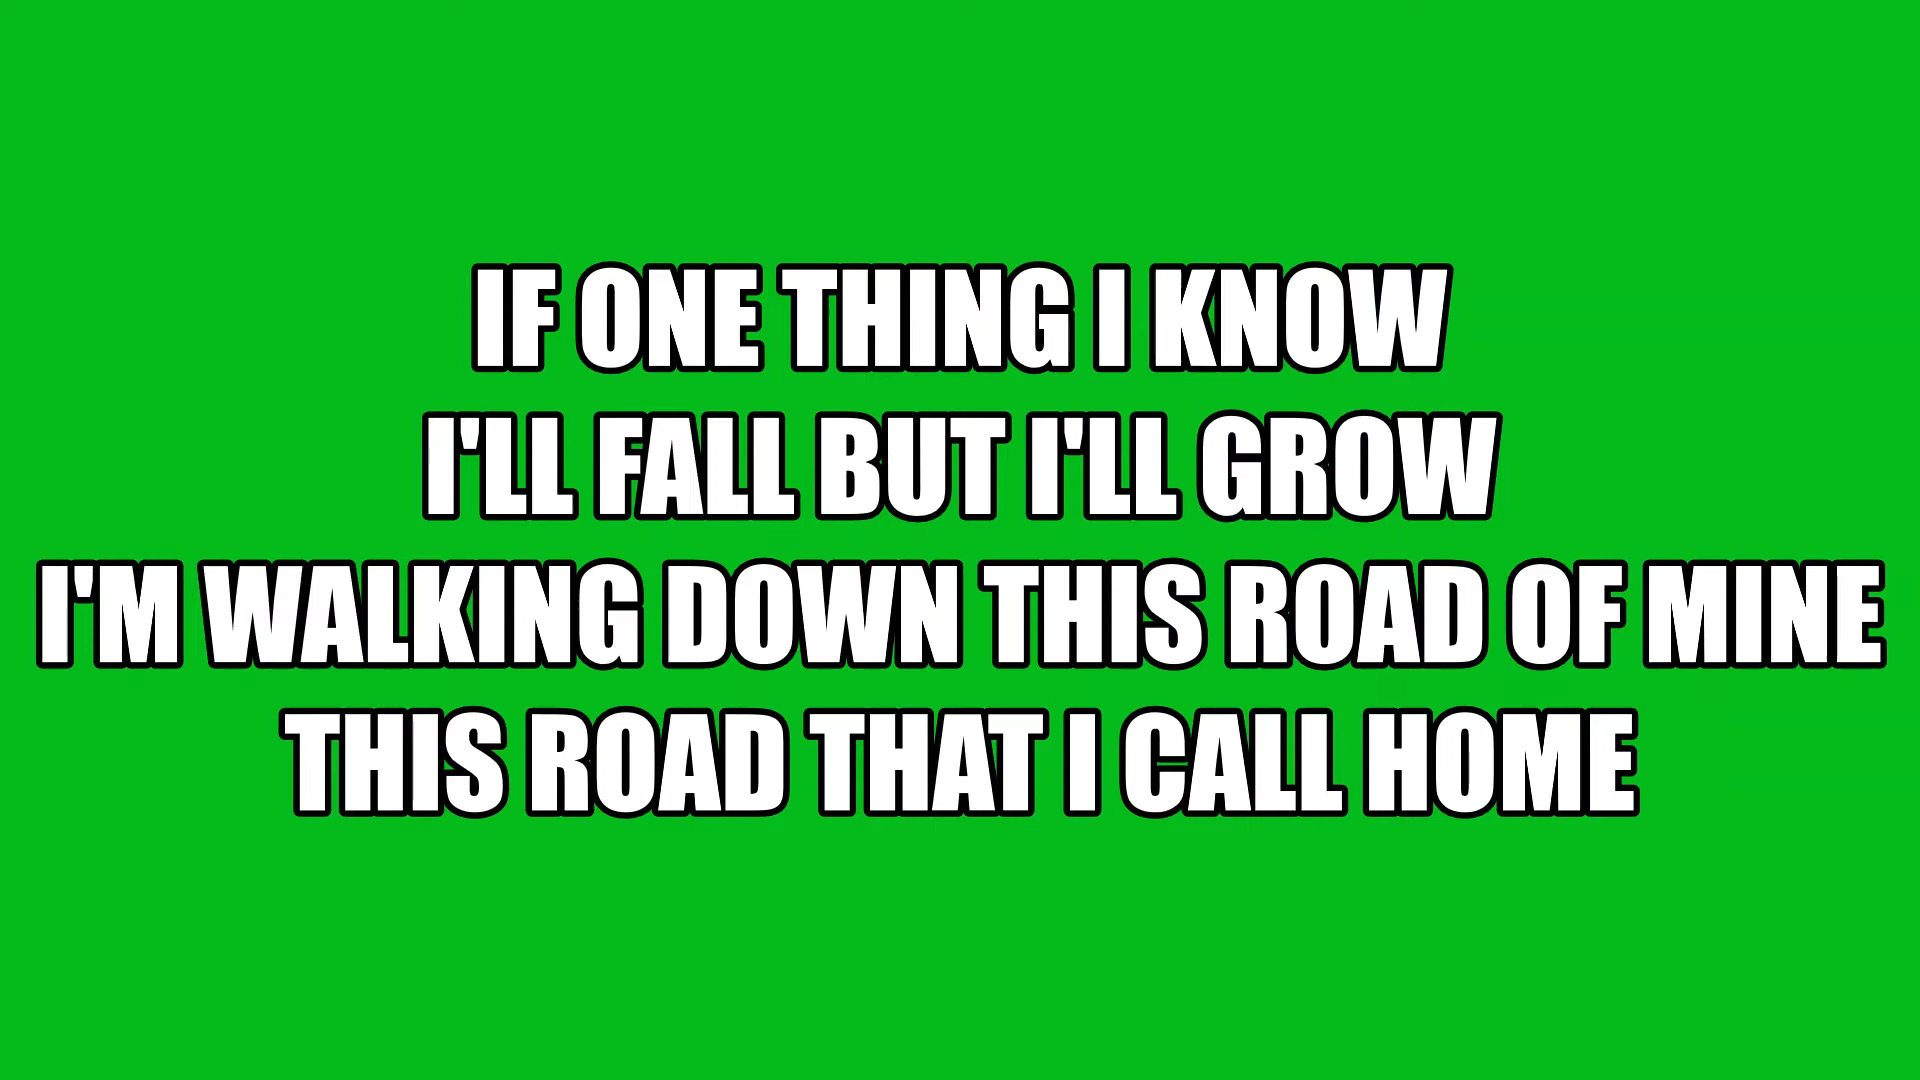 IF ONE THING I KNOW
I'LL FALL BUT I'LL GROW
I'M WALKING DOWN THIS ROAD OF MINE
THIS ROAD THAT I CALL HOME